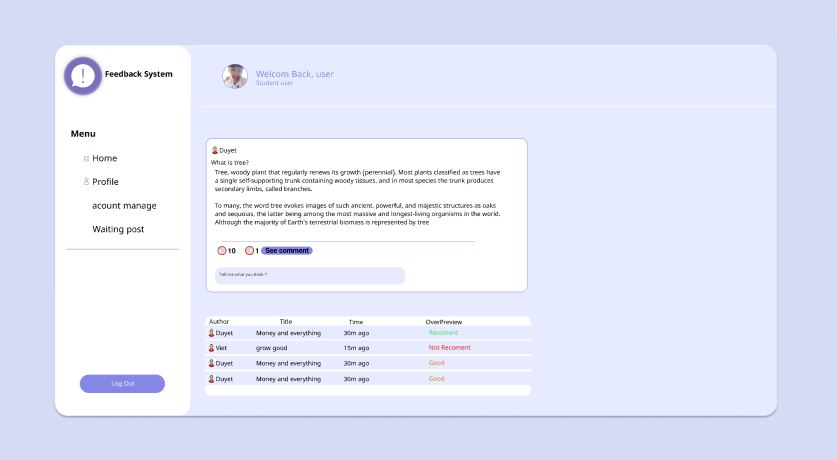 Feedback System
Welcom Back, user
Student user
Menu
Home
Profile
acount manage
Waiting post
Log Out
Duyet
What is tree?
Tree, woody plant that regularly renews its growth (perennial). Most plants classified as trees have
a single self-supporting trunk containing woody tissues, and in most species the trunk produces
secondary limbs, called branches.
To many, the word tree evokes images of such ancient, powerful, and majestic structures as oaks
and sequoias, the latter being among the most massive and longest-living organisms in the world.
Although the majority of Earth's terrestrial biomass is represented by tree
10 1 See comment
Tell me what you think ?
Author Title Time OverPreview
Duyet Money and everything 30m ago Recoment
Viet grow good 15m ago Not Recoment
Duyet Money and everything 30m ago Good
Duyet Money and everything 30m ago Good